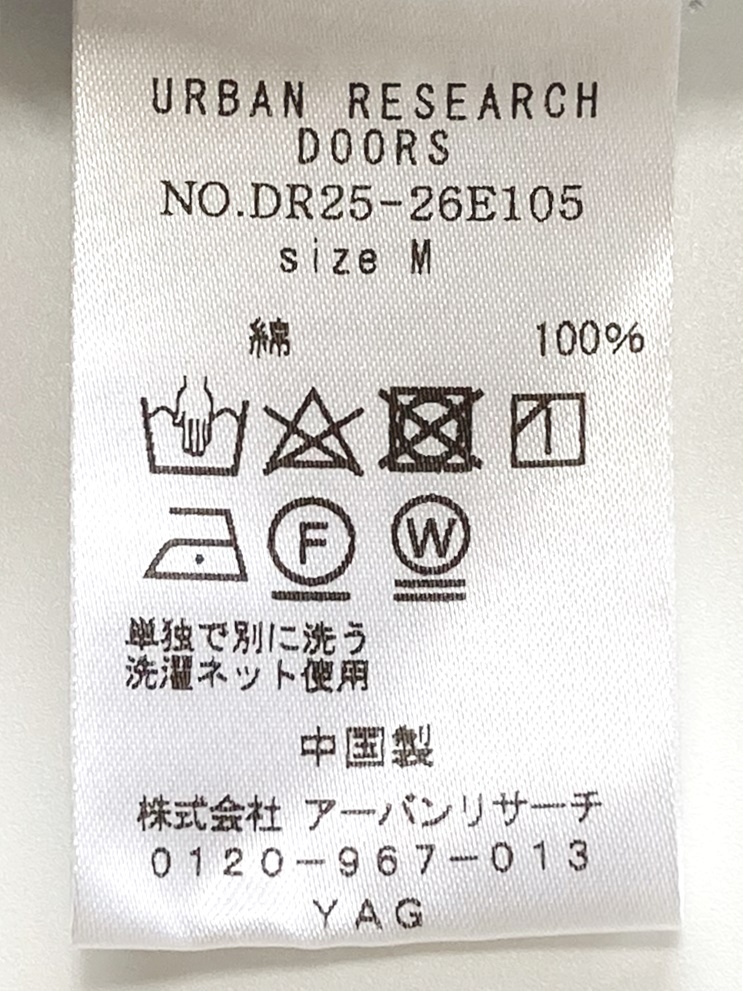 URBAN RESEARCH
DOORS
NO.DR25-26E105
size M
綿 100%
F W
単独で別に洗う
洗濯ネット使用
中国製
株式会社 アーバンリサーチ
0120-967-013
YAG